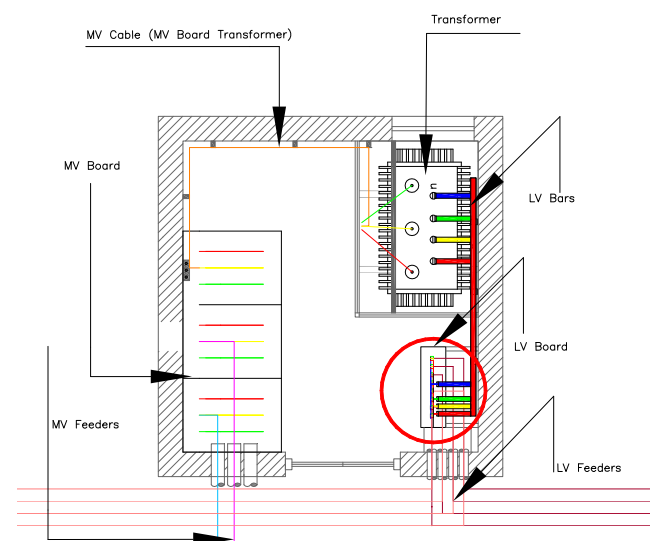 Transformer
MV Cable (MV Board Transformer)
MV Board
LV Bars
n
LV Board
MV Feeders
LV Feeders